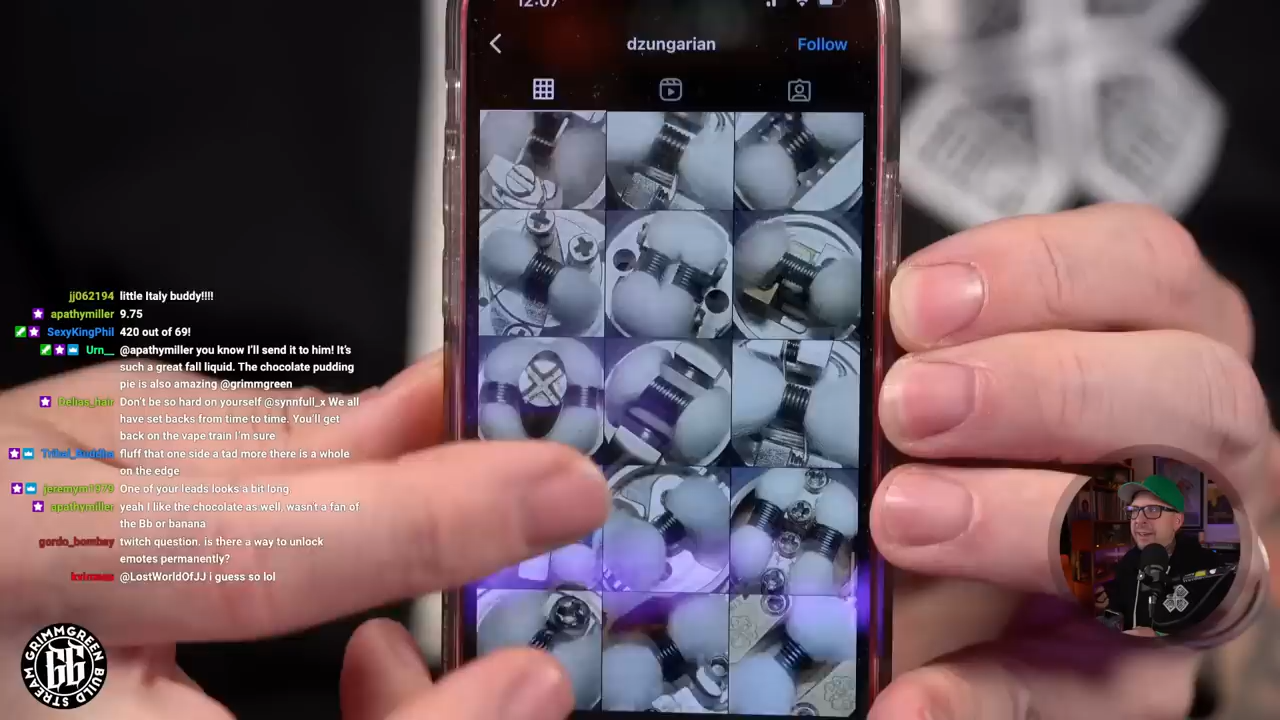 12:07
dzungarian
Follow
jj062194 little Italy buddy!!!!
apathymiller 9.75
SexyKingPhil 420 out of 69!
Urn__ @apathymiller you know I'll send it to him! It's
such a great fall liquid. The chocolate pudding
pie is also amazing @grimmgreen
Delias_hair Don't be so hard on yourself @synnfull_x We all
have set backs from time to time. You'll get
back on the vape train I'm sure
Tribal_Buddha fluff that one side a tad more there is a whole
on the edge
jeremym1979 One of your leads looks a bit long
apathymiller yeah I like the chocolate as well, wasn't a fan of
the Bb or banana
gordo_bombay twitch question. is there a way to unlock
emotes permanently?
@LostWorldOfJJ i guess so lol
GRIMMGREEN
GG
BUILD STREAM